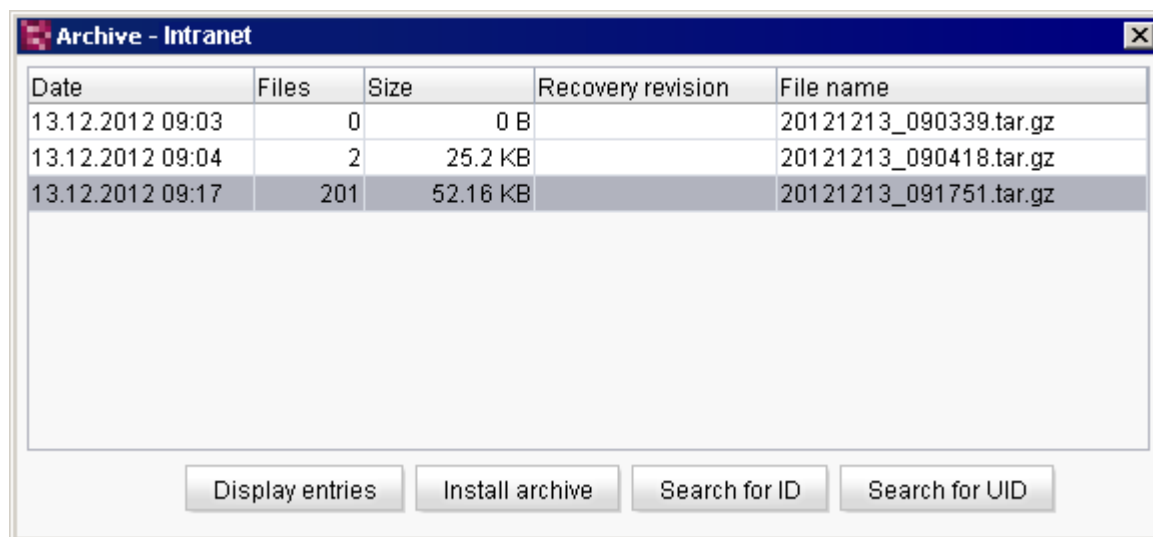 Archive - Intranet
Date Files Size Recovery revision File name
13.12.2012 09:03 0 0 B 20121213_090339.tar.gz
13.12.2012 09:04 2 25.2 KB 20121213_090418.tar.gz
13.12.2012 09:17 201 52.16 KB 20121213_091751.tar.gz
Display entries Install archive Search for ID Search for UID